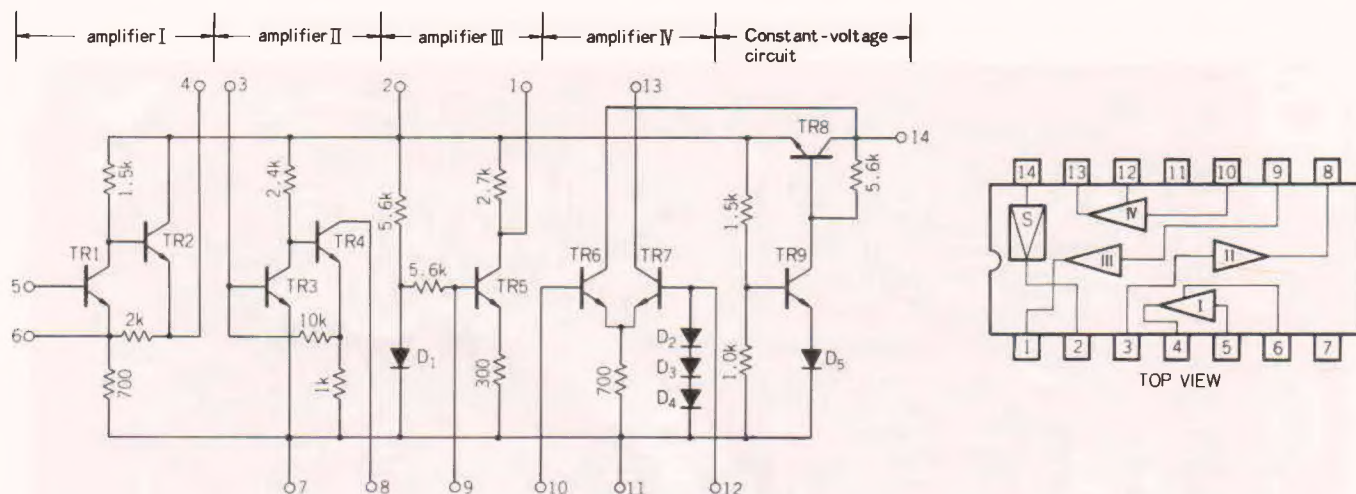 amplifier I
amplifier II
amplifier III
amplifier IV
Constant-voltage
circuit
4
3
2
1
13
14
TR8
1.5k
2.4k
5.6k
2.7k
1.5k
5.6k
TR1
TR2
TR3
TR4
5.6k
TR5
TR6
TR7
TR9
5
6
2k
10k
700
1k
D1
300
700
D2
D3
D4
1.0k
D5
7
8
9
10
11
12
14
13
12
11
10
9
8
S
IV
III
II
I
1
2
3
4
5
6
7
TOP VIEW